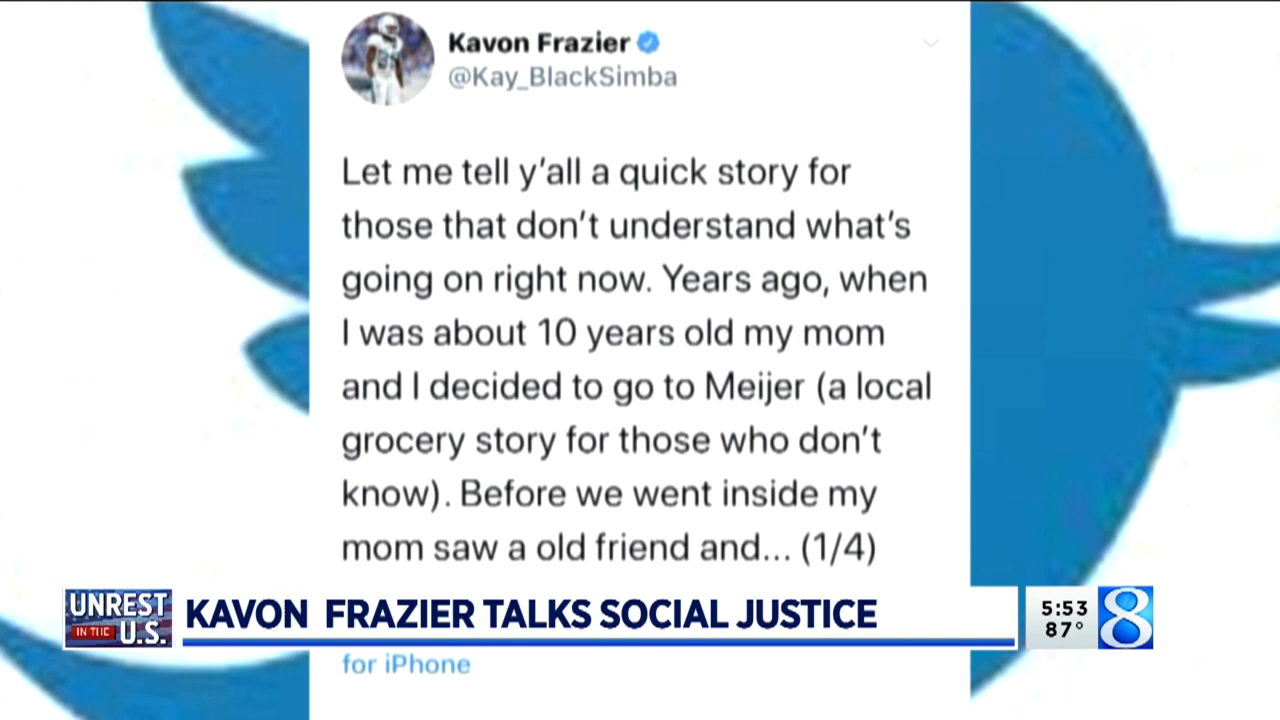 Kavon Frazier
@Kay_BlackSimba
Let me tell y'all a quick story for
those that don't understand what's
going on right now. Years ago, when
I was about 10 years old my mom
and I decided to go to Meijer (a local
grocery story for those who don't
know). Before we went inside my
mom saw a old friend and... (1/4)
UNREST
IN THE U.S.
KAVON FRAZIER TALKS SOCIAL JUSTICE
5:53
87°
8
for iPhone